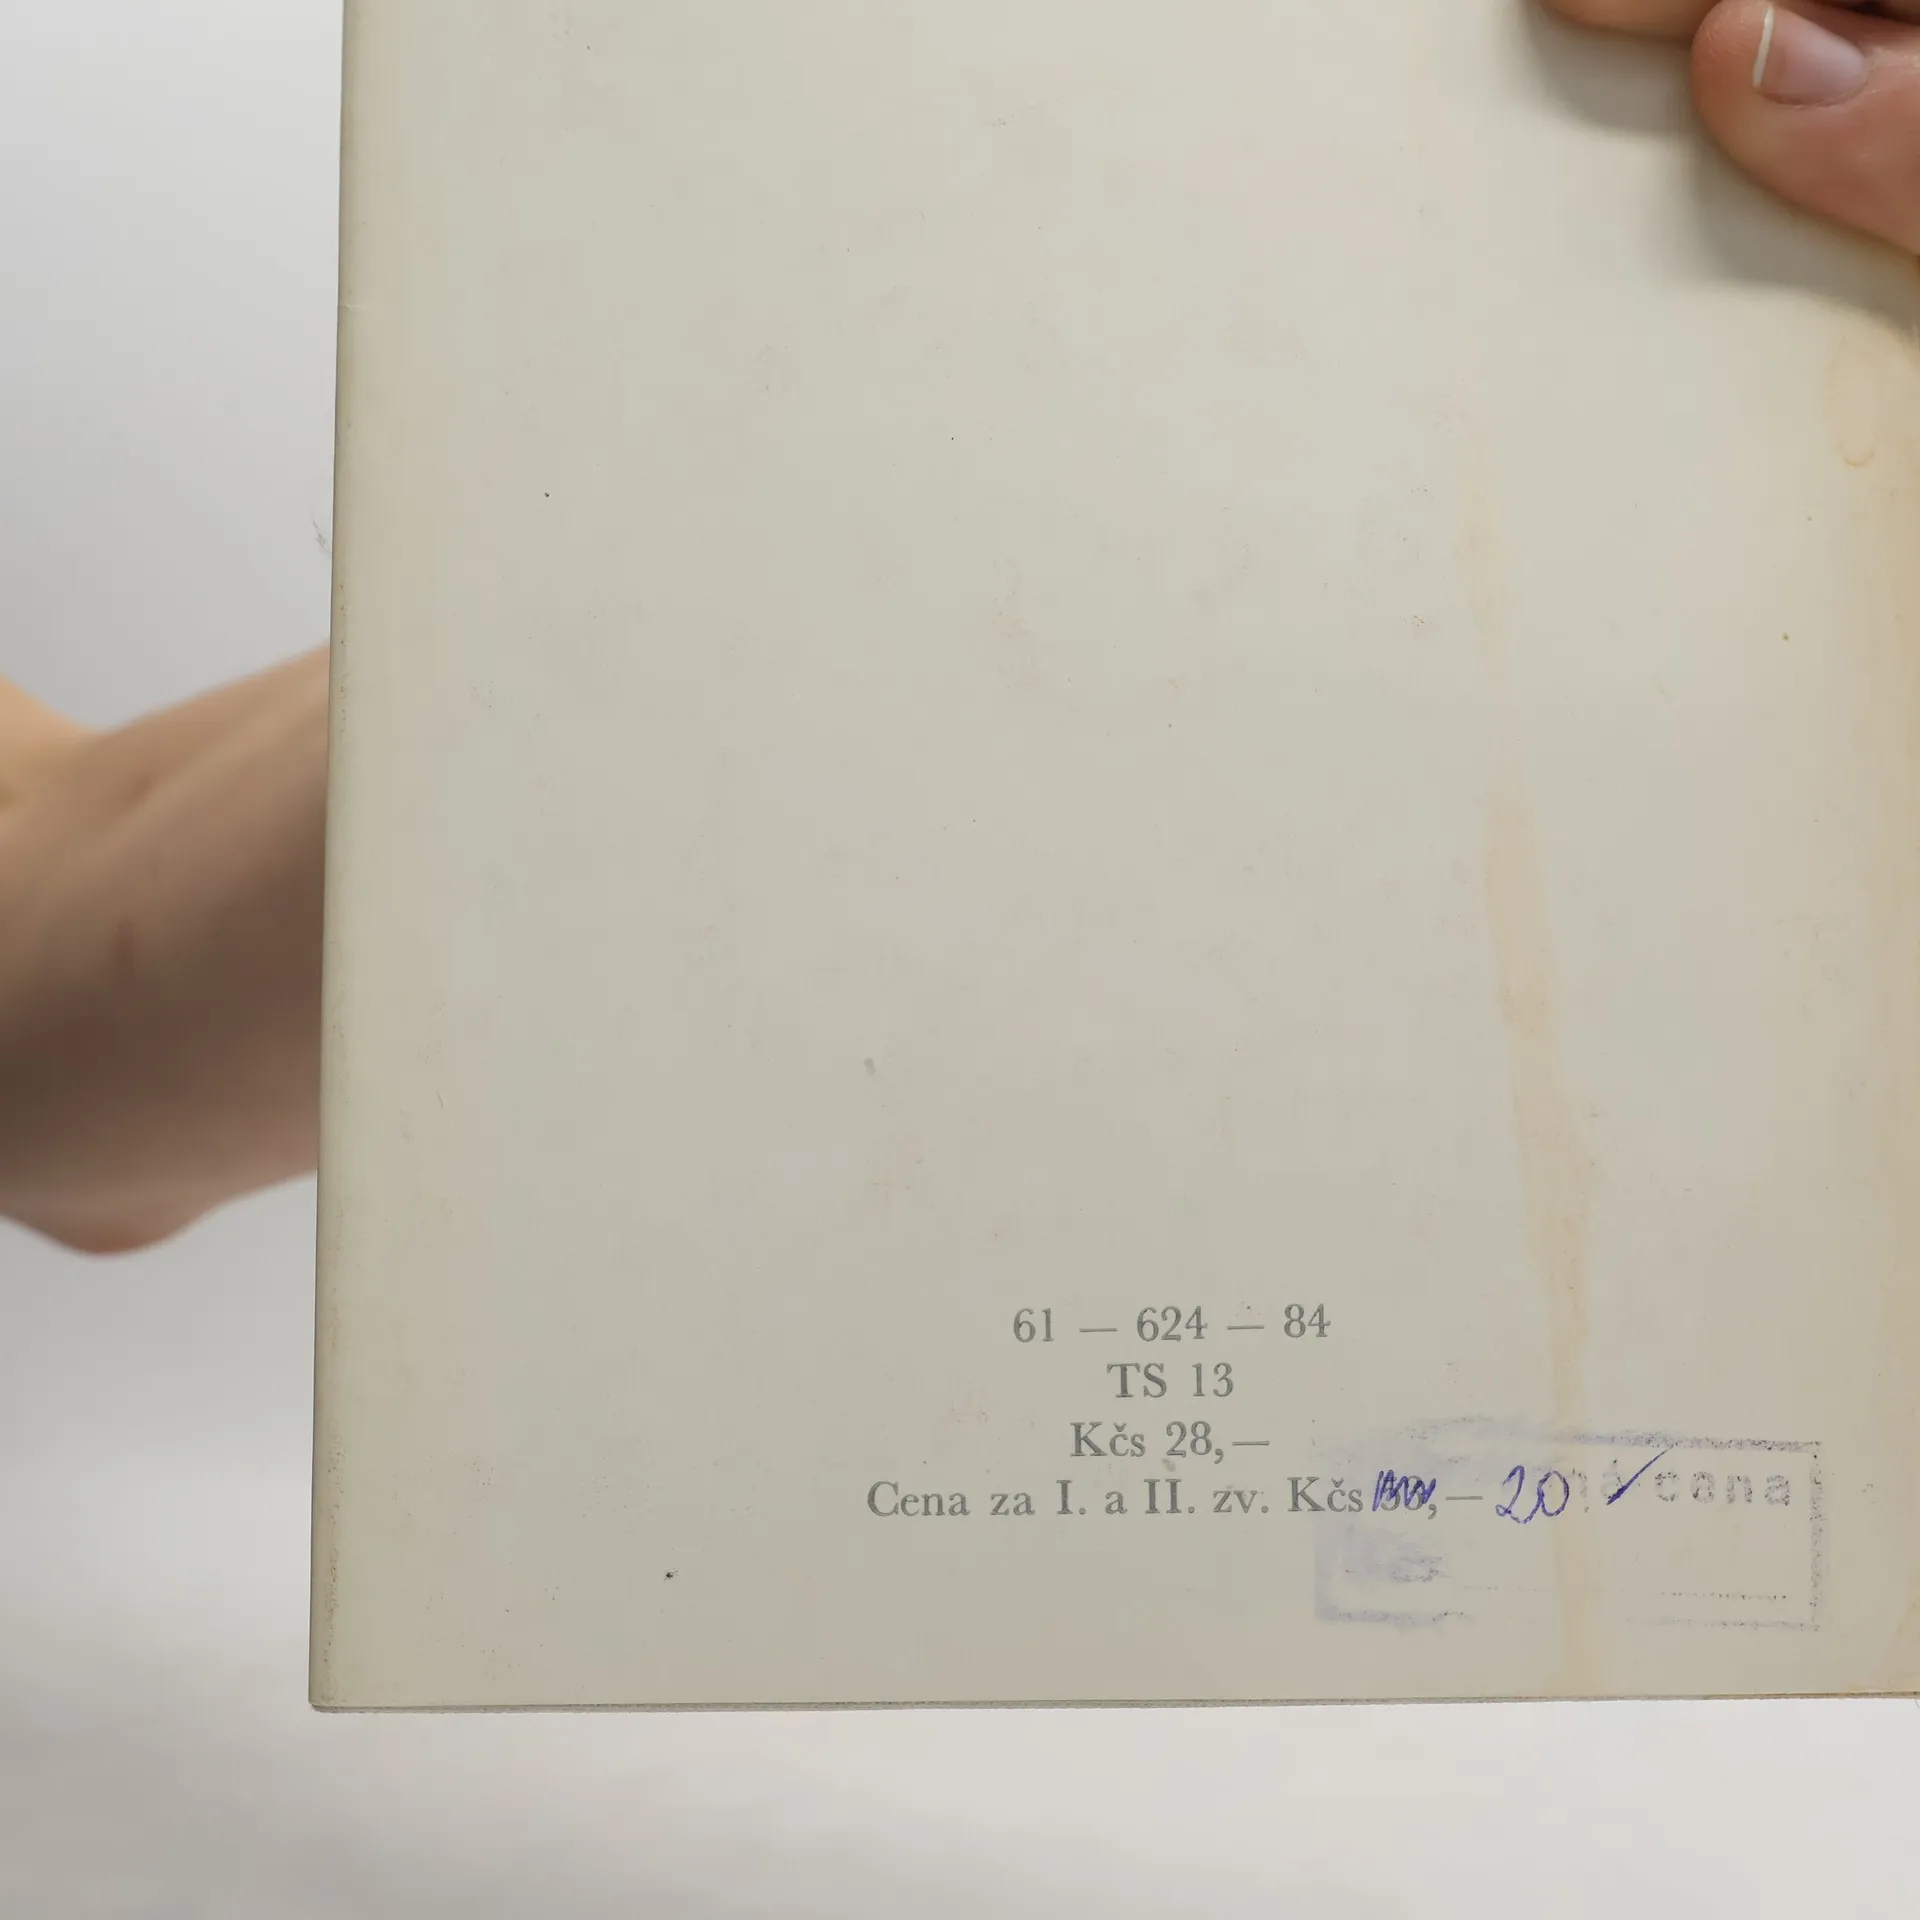 61 — 624 — 84
TS 13
Kčs 28,—
Cena za I. a II. zv. Kčs ,— 20
cena